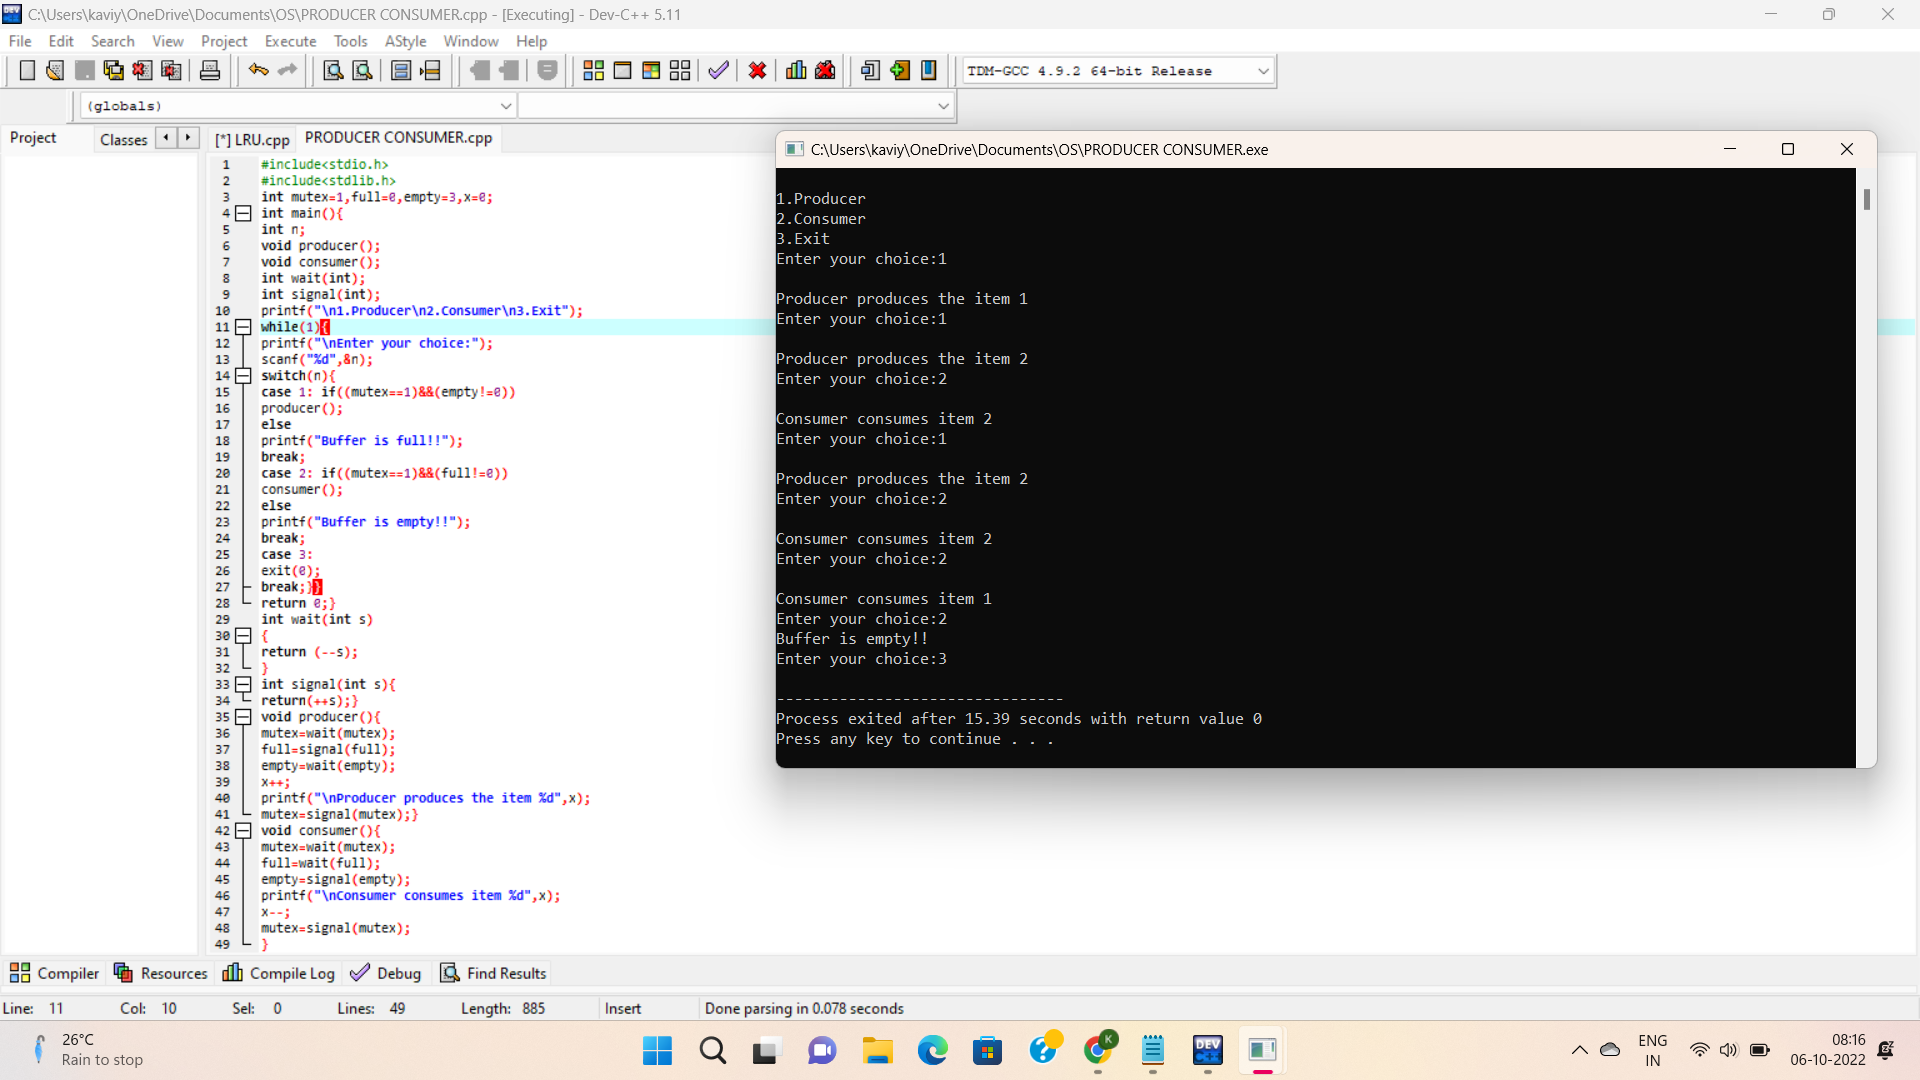 C:\Users\kaviy\OneDrive\Documents\OS\PRODUCER CONSUMER.cpp - [Executing] - Dev-C++ 5.11
File Edit Search View Project Execute Tools AStyle Window Help
TDM-GCC 4.9.2 64-bit Release
(globals)
Project Classes [*] LRU.cpp PRODUCER CONSUMER.cpp
1 #include<stdio.h>
2 #include<stdlib.h>
3 int mutex=1,full=0,empty=3,x=0;
4 int main(){
5 int n;
6 void producer();
7 void consumer();
8 int wait(int);
9 int signal(int);
10 printf("\n1.Producer\n2.Consumer\n3.Exit");
11 while(1){
12 printf("\nEnter your choice:");
13 scanf("%d",&n);
14 switch(n){
15 case 1: if((mutex==1)&&(empty!=0))
16 producer();
17 else
18 printf("Buffer is full!!");
19 break;
20 case 2: if((mutex==1)&&(full!=0))
21 consumer();
22 else
23 printf("Buffer is empty!!");
24 break;
25 case 3:
26 exit(0);
27 break;}}
28 return 0;}
29 int wait(int s)
30 {
31 return (--s);
32 }
33 int signal(int s){
34 return(++s);}
35 void producer(){
36 mutex=wait(mutex);
37 full=signal(full);
38 empty=wait(empty);
39 x++;
40 printf("\nProducer produces the item %d",x);
41 mutex=signal(mutex);}
42 void consumer(){
43 mutex=wait(mutex);
44 full=wait(full);
45 empty=signal(empty);
46 printf("\nConsumer consumes item %d",x);
47 x--;
48 mutex=signal(mutex);
49 }
C:\Users\kaviy\OneDrive\Documents\OS\PRODUCER CONSUMER.exe
1.Producer
2.Consumer
3.Exit
Enter your choice:1
Producer produces the item 1
Enter your choice:1
Producer produces the item 2
Enter your choice:2
Consumer consumes item 2
Enter your choice:1
Producer produces the item 2
Enter your choice:2
Consumer consumes item 2
Enter your choice:2
Consumer consumes item 1
Enter your choice:2
Buffer is empty!!
Enter your choice:3
--------------------------------
Process exited after 15.39 seconds with return value 0
Press any key to continue . . .
Compiler Resources Compile Log Debug Find Results
Line: 11 Col: 10 Sel: 0 Lines: 49 Length: 885 Insert Done parsing in 0.078 seconds
26°C
Rain to stop
K
DEV
C++
ENG
IN
08:16
06-10-2022